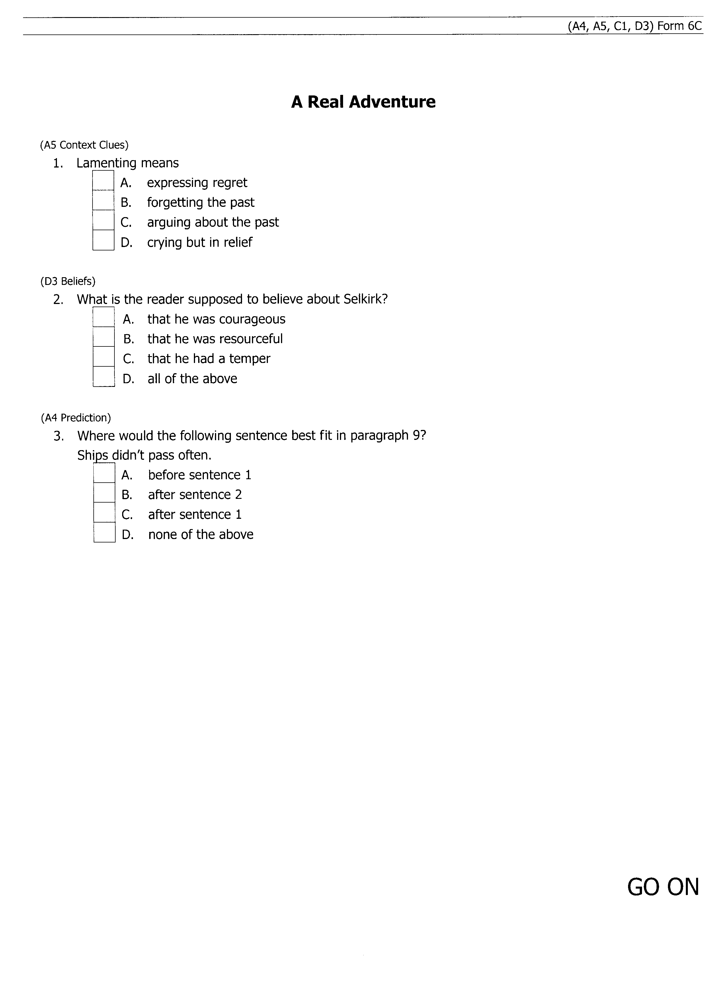 (A4, A5, C1, D3) Form 6C
A Real Adventure
(A5 Context Clues)
1. Lamenting means
A. expressing regret
B. forgetting the past
C. arguing about the past
D. crying but in relief
(D3 Beliefs)
2. What is the reader supposed to believe about Selkirk?
A. that he was courageous
B. that he was resourceful
C. that he had a temper
D. all of the above
(A4 Prediction)
3. Where would the following sentence best fit in paragraph 9?
Ships didn't pass often.
A. before sentence 1
B. after sentence 2
C. after sentence 1
D. none of the above
GO ON